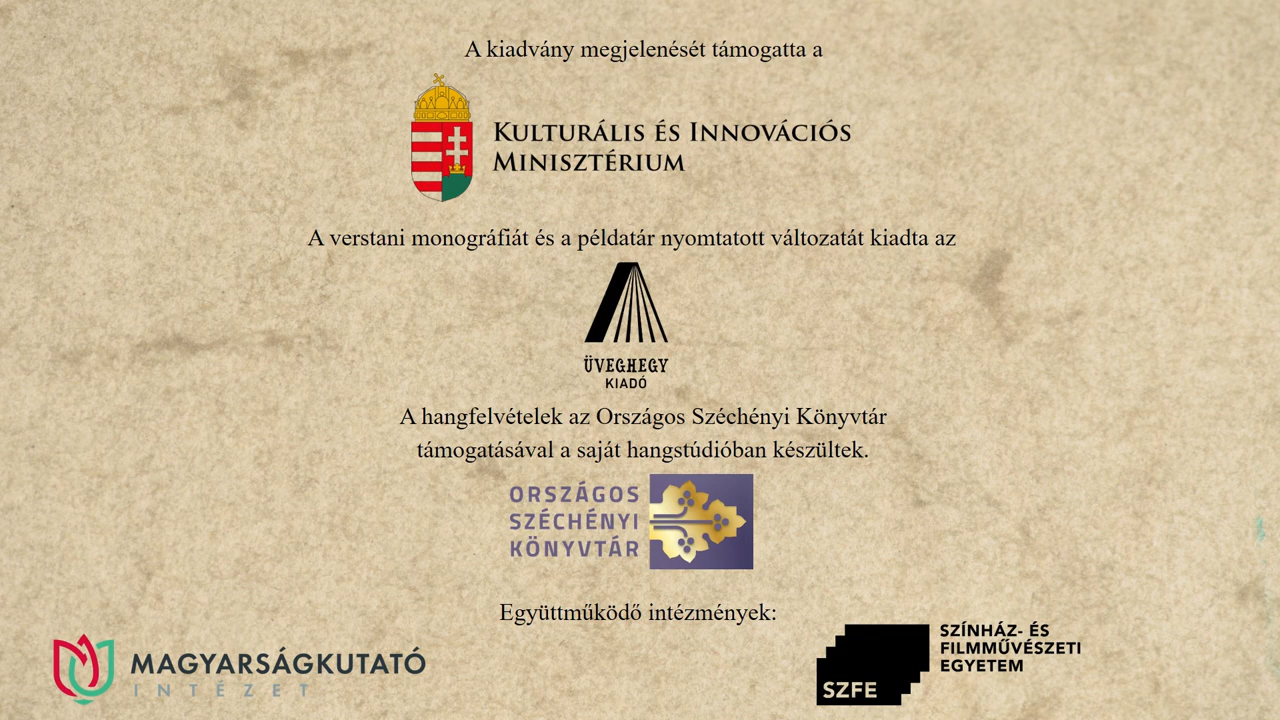 A kiadvány megjelenését támogatta a
Kulturális és Innovációs
Minisztérium
A verstani monográfiát és a példatár nyomtatott változatát kiadta az
ÜVEGHEGY
KIADÓ
A hangfelvételek az Országos Széchényi Könyvtár
támogatásával a saját hangstúdióban készültek.
ORSZÁGOS
SZÉCHÉNYI
KÖNYVTÁR
Együttműködő intézmények:
MAGYARSÁGKUTATÓ
INTÉZET
SZFE
SZÍNHÁZ- ÉS
FILMMŰVÉSZETI
EGYETEM